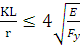 KL/r ≤ 4 √(E/Fy)